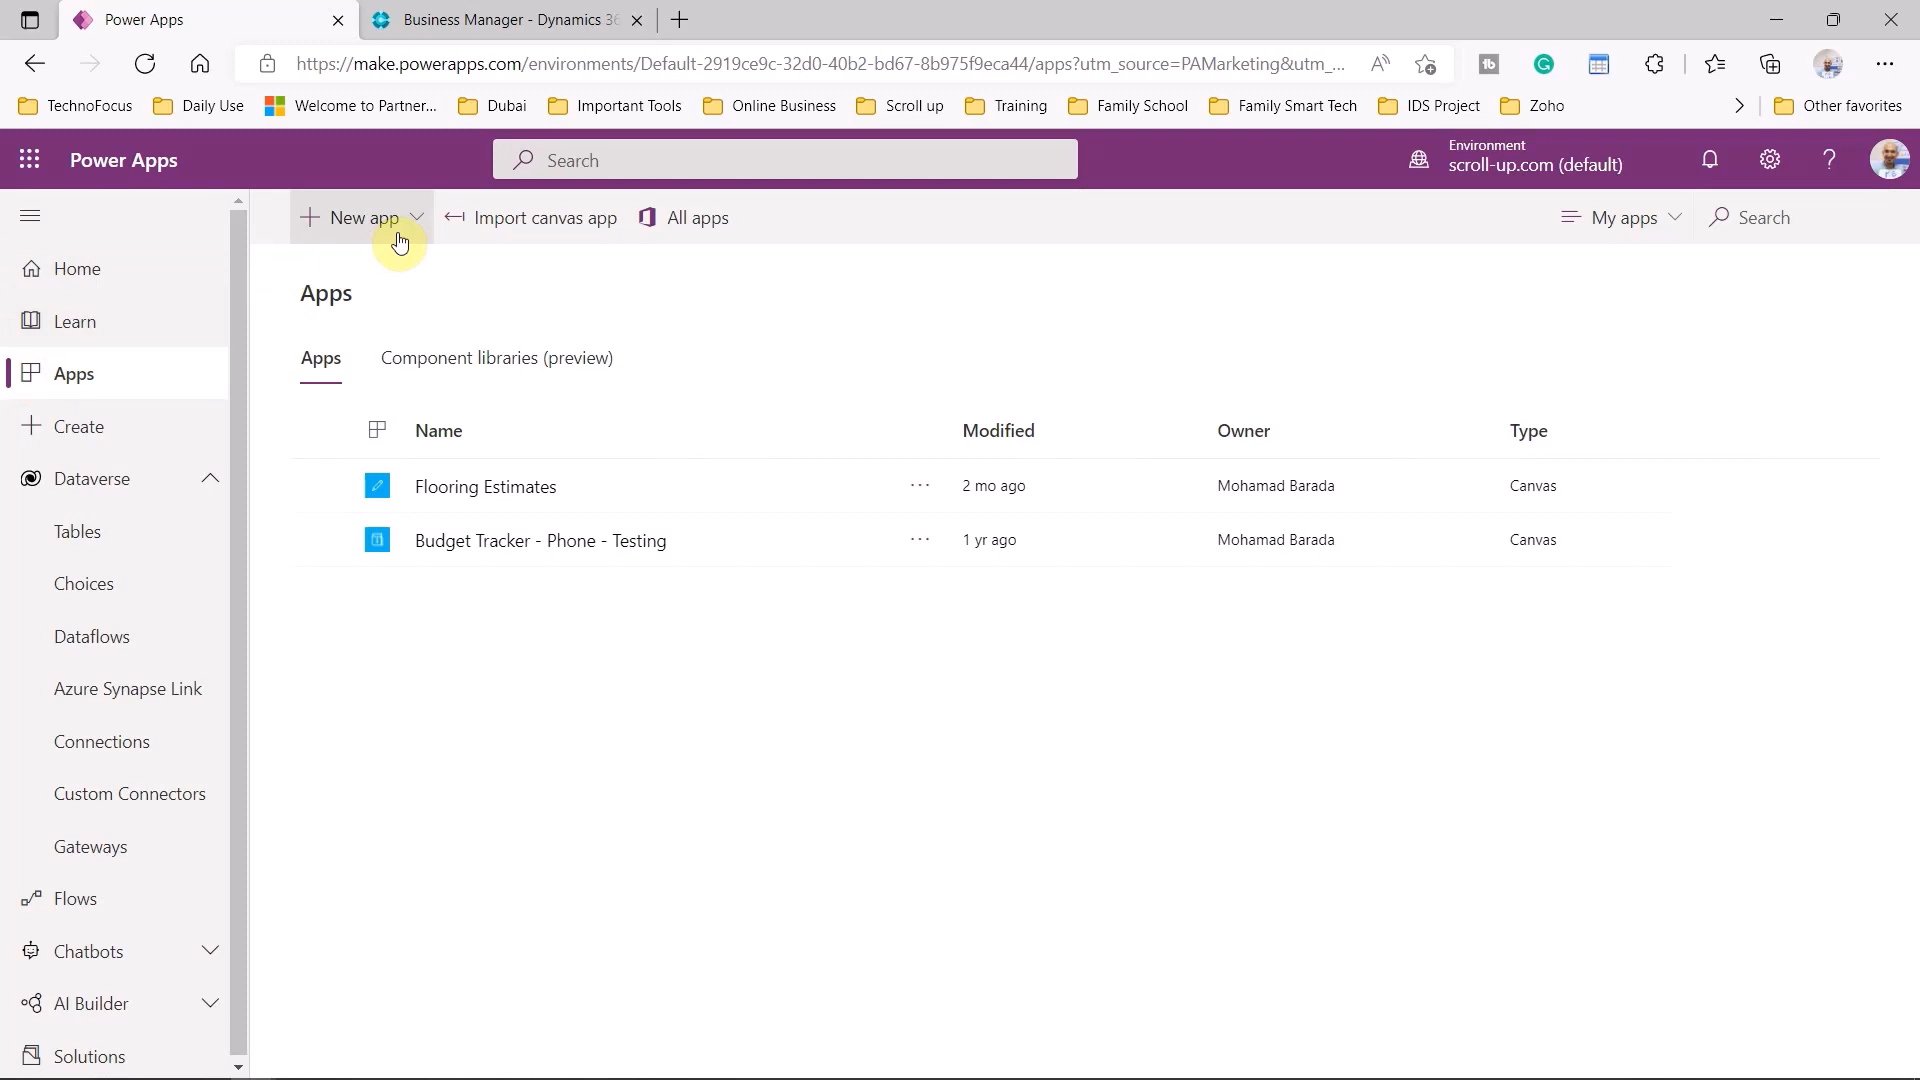 Power Apps
Business Manager - Dynamics 36
https://make.powerapps.com/environments/Default-2919ce9c-32d0-40b2-bd67-8b975f9eca44/apps?utm_source=PAMarketing&utm_...
TechnoFocus Daily Use Welcome to Partner... Dubai Important Tools Online Business Scroll up Training Family School Family Smart Tech IDS Project Zoho Other favorites
Power Apps
Search
Environment
scroll-up.com (default)
New app Import canvas app All apps My apps Search
Home
Learn
Apps
Create
Dataverse
Tables
Choices
Dataflows
Azure Synapse Link
Connections
Custom Connectors
Gateways
Flows
Chatbots
AI Builder
Solutions
Apps
Apps Component libraries (preview)
Name Modified Owner Type
Flooring Estimates ... 2 mo ago Mohamad Barada Canvas
Budget Tracker - Phone - Testing ... 1 yr ago Mohamad Barada Canvas